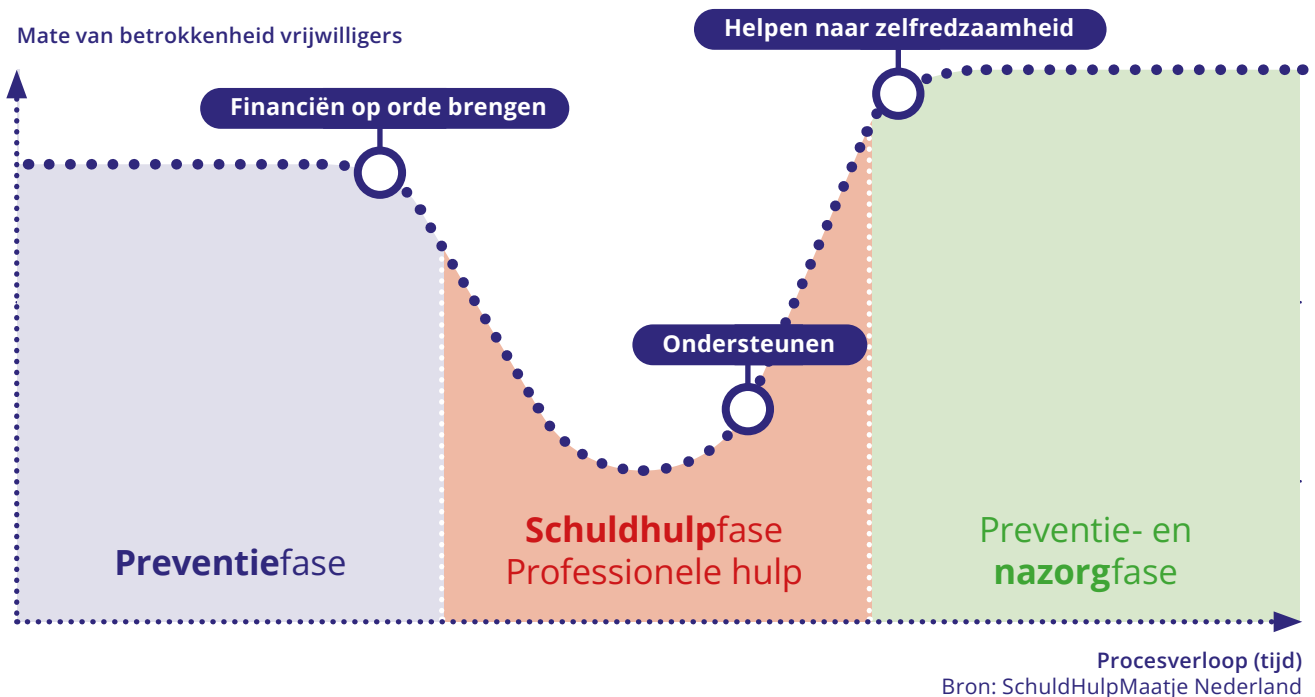 Helpen naar zelfredzaamheid
Mate van betrokkenheid vrijwilligers
Financiën op orde brengen
Ondersteunen
Preventiefase
Schuldhulpfase
Professionele hulp
Preventie- en
nazorgfase
Procesverloop (tijd)
Bron: SchuldHulpMaatje Nederland